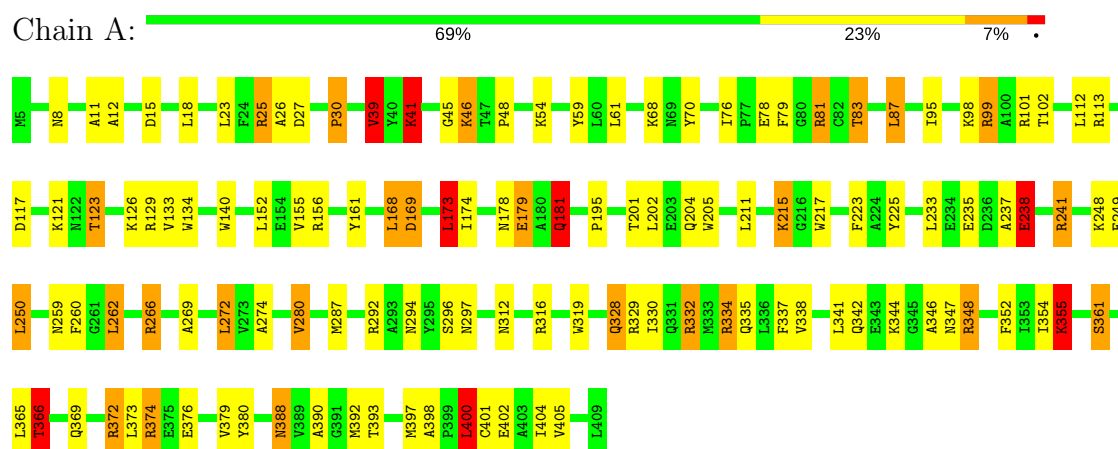 Chain A:
69% 23% 7% •
M5 N8 A11 A12 D15 L18 L23 F24 R25 A26 D27 P30 V39 Y40 K41 G45 K46 T47 P48 K54 Y59 L60 L61 K68 N69 Y70 I76 P77 E78 F79 G80 R81 C82 T83 L87 I95 K98 R99 A100 R101 T102 L112 R113
D117 K121 N122 T123 K126 R129 V133 W134 W140 L152 E154 V155 R156 Y161 L168 D169 L173 I174 N178 E179 A180 Q181 P195 T201 L202 E203 Q204 W205 L211 K215 G216 W217 F223 A224 Y225 L233 E234 E235 D236 A237 E238 R241 K248
L250 N259 F260 G261 L262 R266 A269 L272 V273 A274 V280 M287 R292 A293 N294 Y295 S296 N297 N312 R316 W319 Q328 R329 I330 Q331 R332 M333 R334 Q335 L336 F337 V338 L341 Q342 E343 K344 G345 A346 N347 R348 F352 I353 I354 K355 S361
L365 T366 Q369 R372 L373 R374 E375 E376 V379 Y380 N388 V389 A390 G391 M392 T393 M397 A398 P399 L400 C401 E402 A403 I404 V405 L409